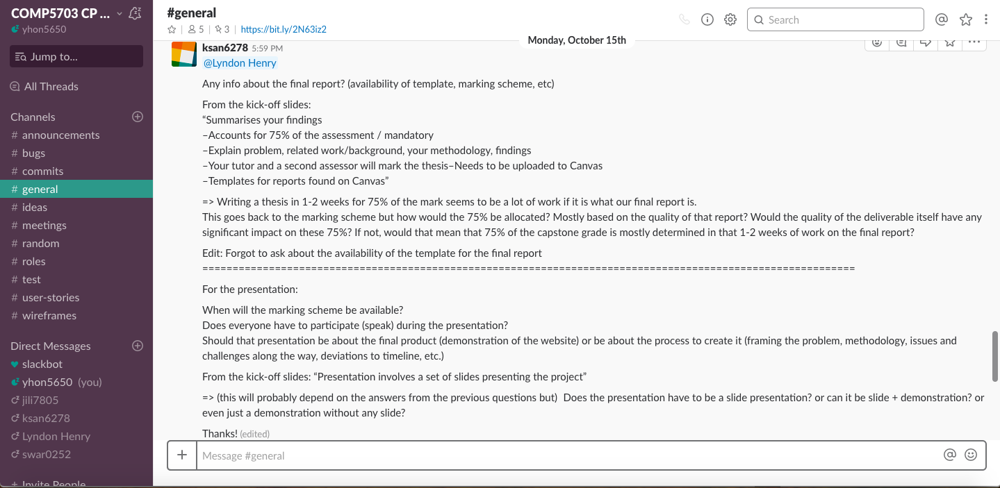 COMP5703 CP ...
yhon5650
Jump to...
All Threads
Channels
# announcements
# bugs
# commits
# general
# ideas
# meetings
# random
# roles
# test
# user-stories
# wireframes
Direct Messages
slackbot
yhon5650 (you)
jili7805
ksan6278
Lyndon Henry
swar0252
+ Invite People
#general
5 | 3 | https://bit.ly/2N63iz2
Search
Monday, October 15th
ksan6278 5:59 PM
@Lyndon Henry
Any info about the final report? (availability of template, marking scheme, etc)
From the kick-off slides:
“Summarises your findings
–Accounts for 75% of the assessment / mandatory
–Explain problem, related work/background, your methodology, findings
–Your tutor and a second assessor will mark the thesis–Needs to be uploaded to Canvas
–Templates for reports found on Canvas”
=> Writing a thesis in 1-2 weeks for 75% of the mark seems to be a lot of work if it is what our final report is.
This goes back to the marking scheme but how would the 75% be allocated? Mostly based on the quality of that report? Would the quality of the deliverable itself have any
significant impact on these 75%? If not, would that mean that 75% of the capstone grade is mostly determined in that 1-2 weeks of work on the final report?
Edit: Forgot to ask about the availability of the template for the final report
============================================================================================================
For the presentation:
When will the marking scheme be available?
Does everyone have to participate (speak) during the presentation?
Should that presentation be about the final product (demonstration of the website) or be about the process to create it (framing the problem, methodology, issues and
challenges along the way, deviations to timeline, etc.)
From the kick-off slides: “Presentation involves a set of slides presenting the project”
=> (this will probably depend on the answers from the previous questions but)  Does the presentation have to be a slide presentation? or can it be slide + demonstration? or
even just a demonstration without any slide?
Thanks! (edited)
Message #general